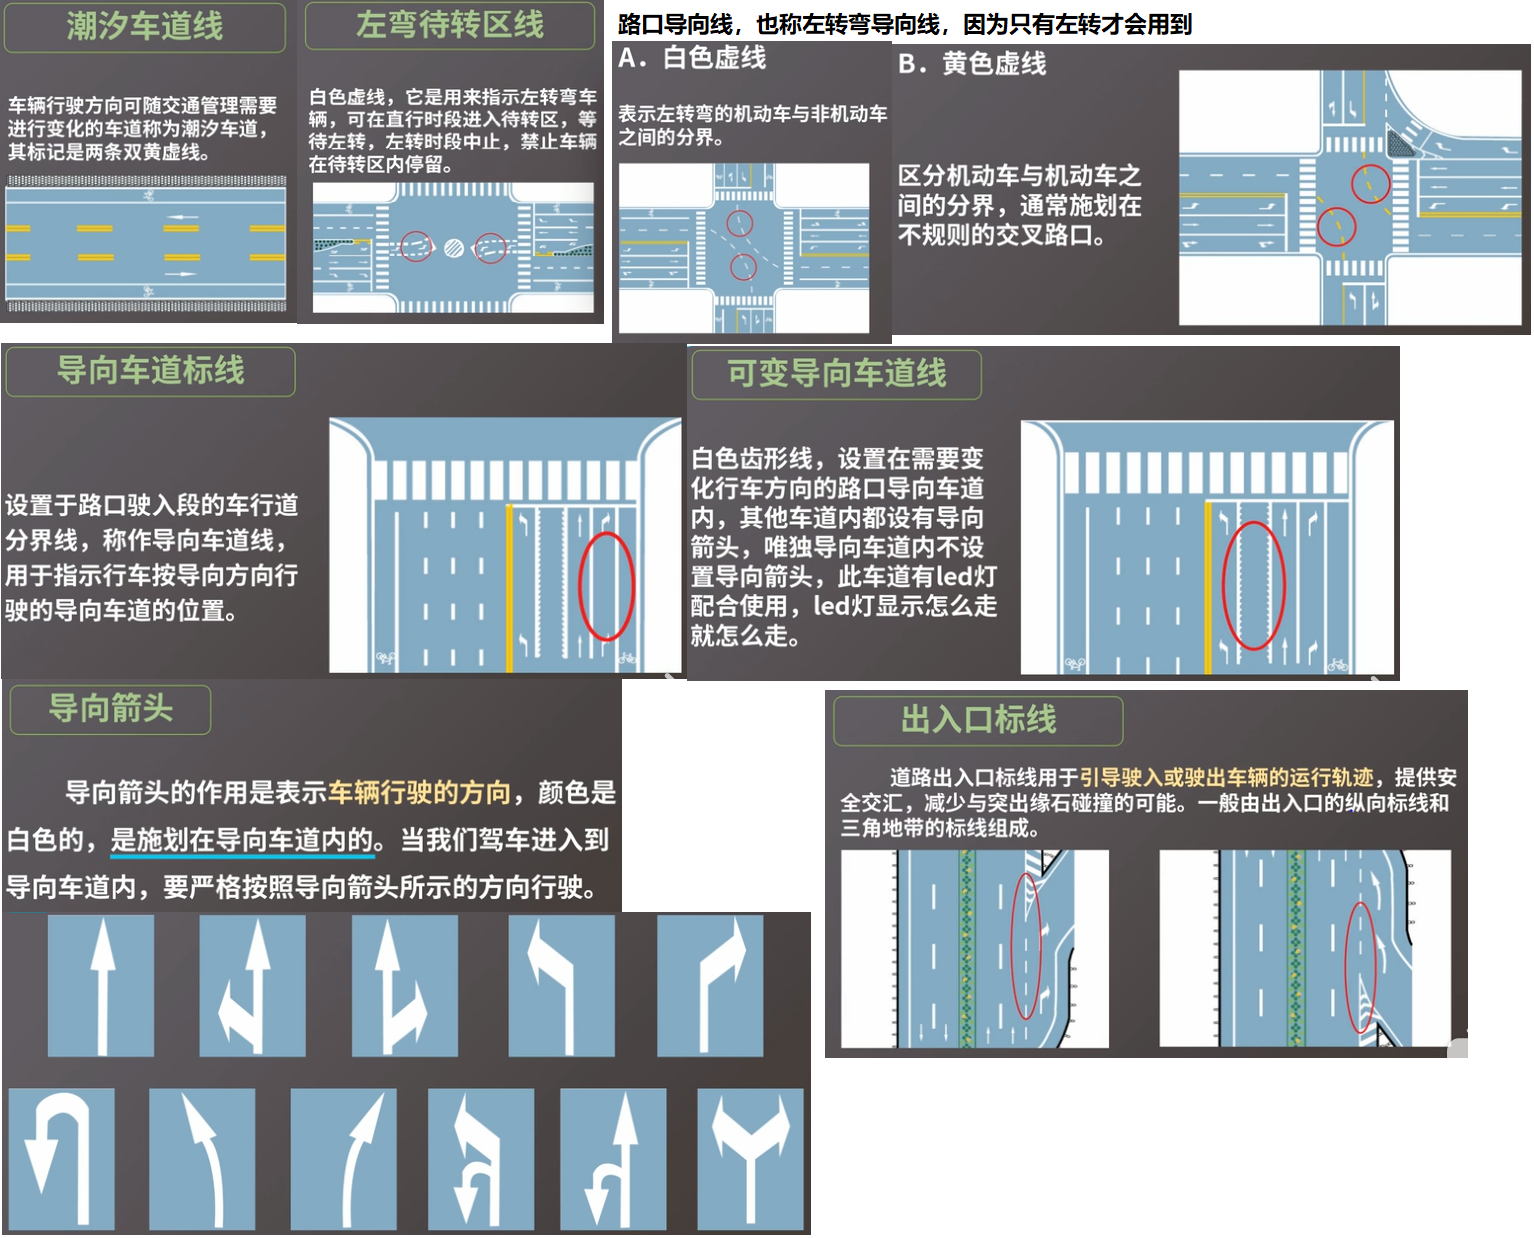 潮汐车道线
车辆行驶方向可随交通管理需要
进行变化的车道称为潮汐车道，
其标记是两条双黄虚线。
左弯待转区线
白色虚线，它是用来指示左转弯车
辆，可在直行时段进入待转区，等
待左转，左转时段中止，禁止车辆
在待转区内停留。
路口导向线，也称左转弯导向线，因为只有左转才会用到
A．白色虚线
表示左转弯的机动车与非机动车
之间的分界。
B．黄色虚线
区分机动车与机动车之
间的分界，通常施划在
不规则的交叉路口。
导向车道标线
设置于路口驶入段的车行道
分界线，称作导向车道线，
用于指示行车按导向方向行
驶的导向车道的位置。
可变导向车道线
白色齿形线，设置在需要变
化行车方向的路口导向车道
内，其他车道内都设有导向
箭头，唯独导向车道内不设
置导向箭头，此车道有led灯
配合使用，led灯显示怎么走
就怎么走。
导向箭头
导向箭头的作用是表示车辆行驶的方向，颜色是
白色的，是施划在导向车道内的。当我们驾车进入到
导向车道内，要严格按照导向箭头所示的方向行驶。
出入口标线
道路出入口标线用于引导驶入或驶出车辆的运行轨迹，提供安
全交汇，减少与突出缘石碰撞的可能。一般由出入口的纵向标线和
三角地带的标线组成。